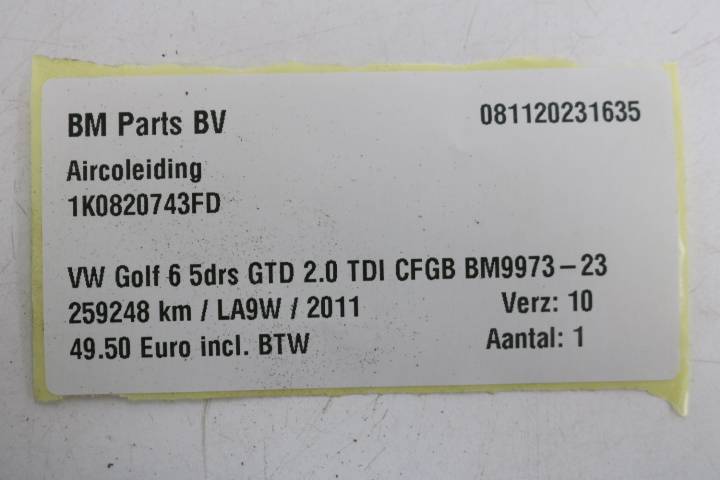 BM Parts BV 081120231635
Aircoleiding
1K0820743FD
VW Golf 6 5drs GTD 2.0 TDI CFGB BM9973-23
259248 km / LA9W / 2011 Verz: 10
49.50 Euro incl. BTW Aantal: 1